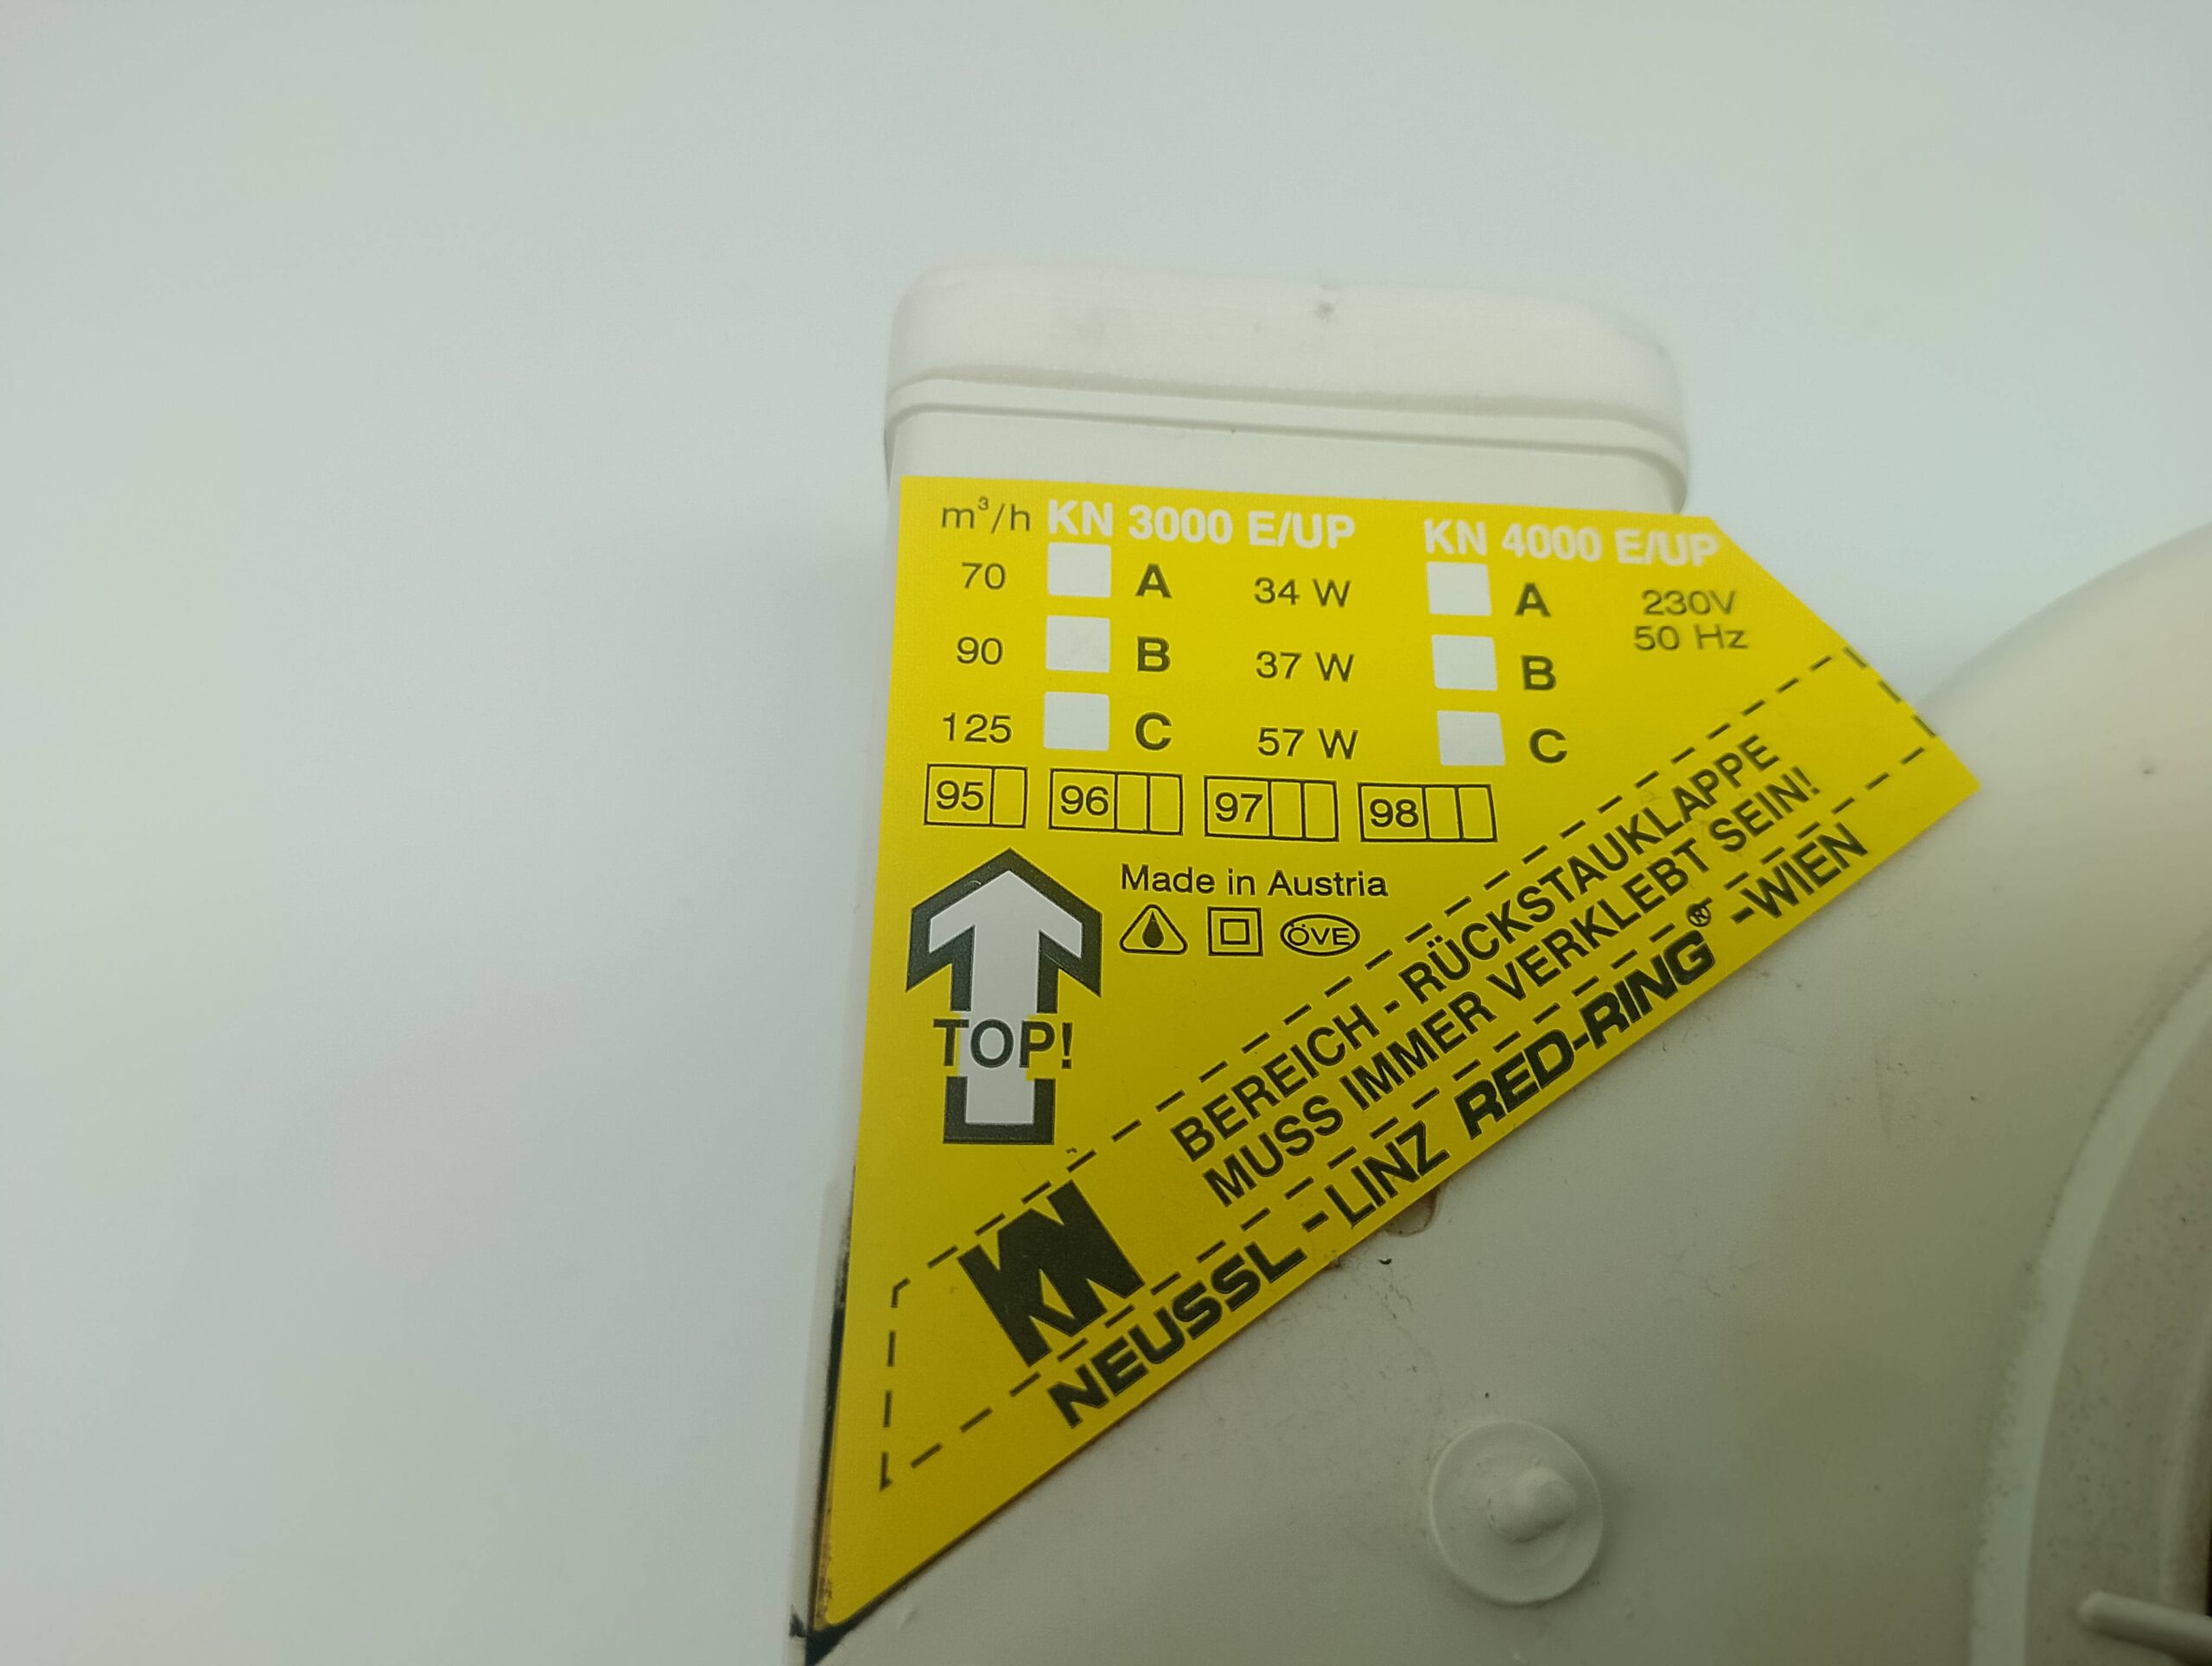 m³/h KN 3000 E/UP KN 4000 E/UP
70 A 34 W A 230V
50 Hz
90 B 37 W B
125 C 57 W C
95 96 97 98
Made in Austria
ÖVE
TOP!
BEREICH - RÜCKSTAUKLAPPE
MUSS IMMER VERKLEBT SEIN!
KN
NEUSSL -LINZ RED-RING® -WIEN